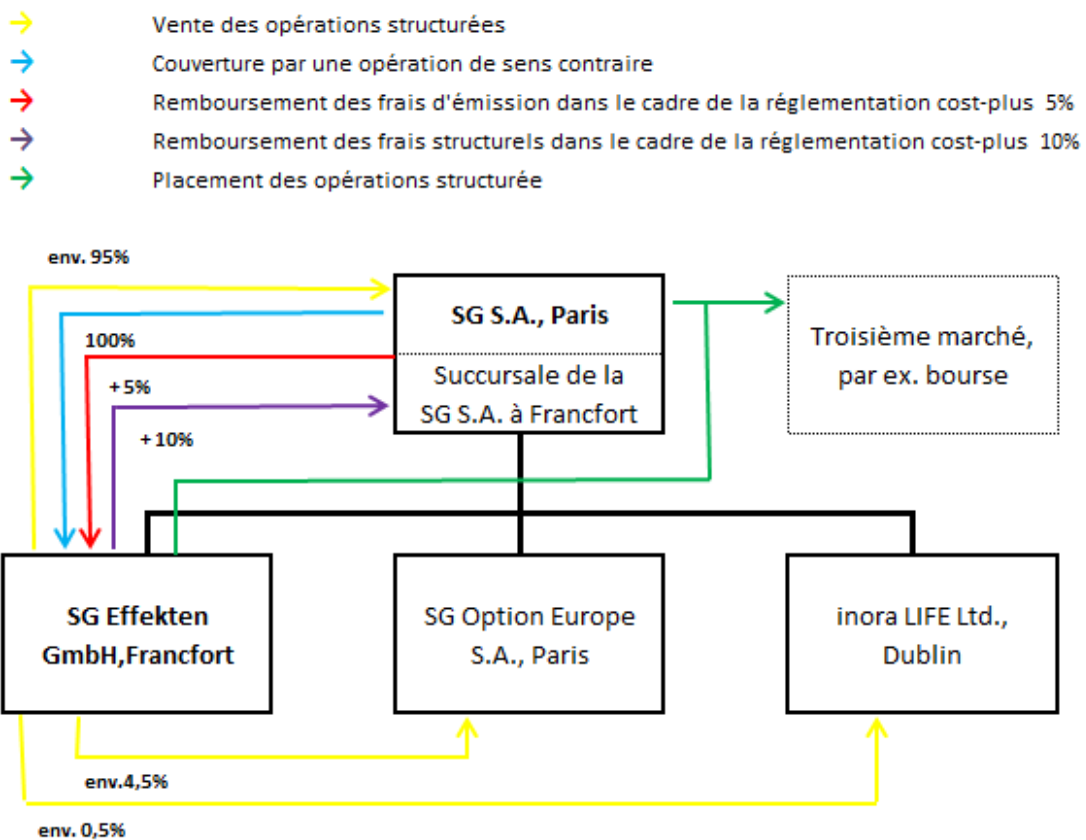 Vente des opérations structurées
Couverture par une opération de sens contraire
Remboursement des frais d'émission dans le cadre de la réglementation cost-plus 5%
Remboursement des frais structurels dans le cadre de la réglementation cost-plus 10%
Placement des opérations structurée
env. 95%
SG S.A., Paris
Succursale de la
SG S.A. à Francfort
Troisième marché,
par ex. bourse
100%
+ 5%
+ 10%
SG Effekten
GmbH,Francfort
SG Option Europe
S.A., Paris
inora LIFE Ltd.,
Dublin
env.4,5%
env. 0,5%